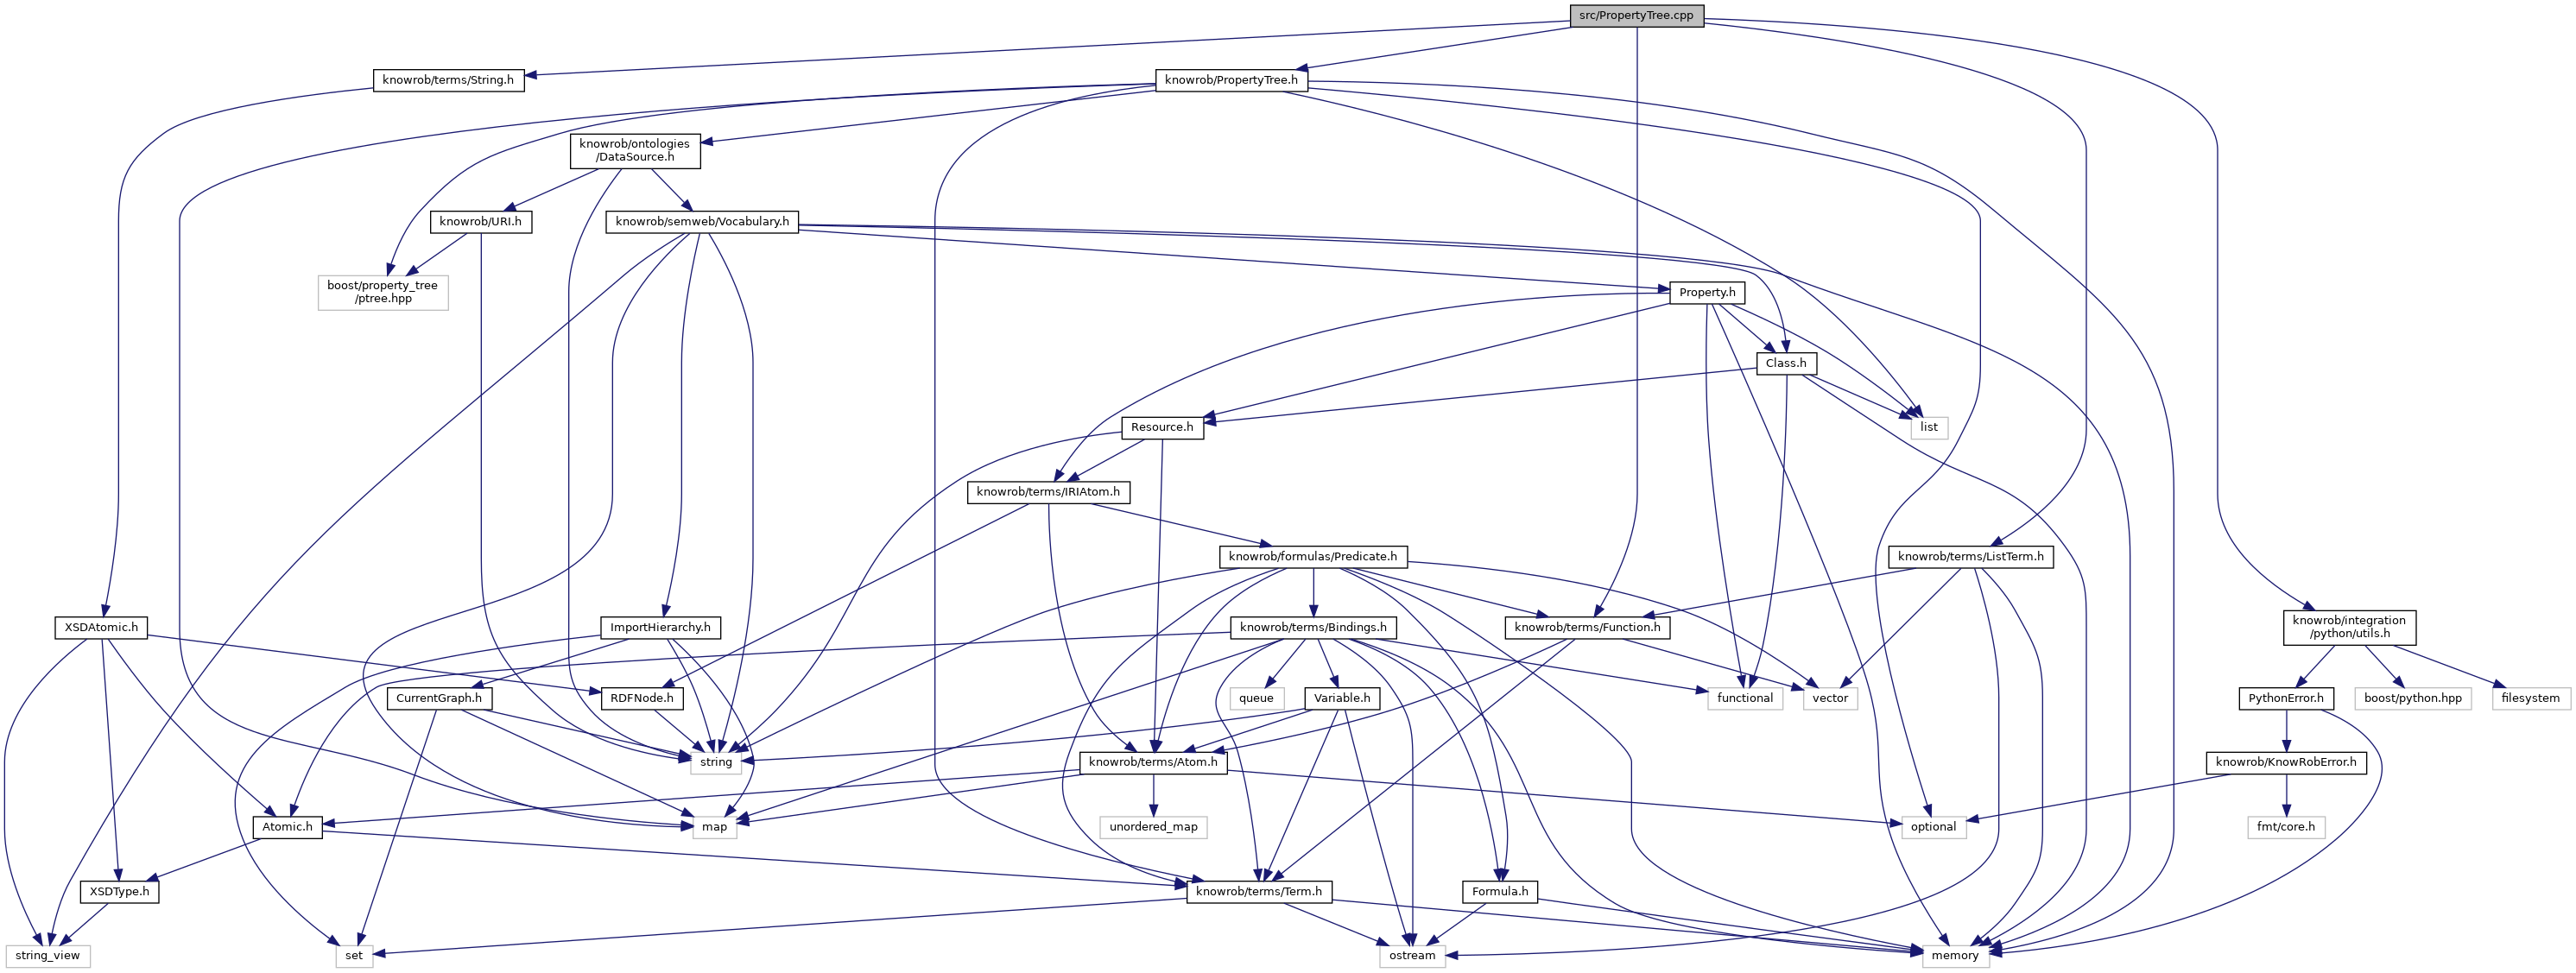 src/PropertyTree.cpp
knowrob/terms/String.h
knowrob/PropertyTree.h
knowrob/ontologies
/DataSource.h
knowrob/URI.h
knowrob/semweb/Vocabulary.h
boost/property_tree
/ptree.hpp
Property.h
Class.h
Resource.h
list
knowrob/terms/IRIAtom.h
knowrob/formulas/Predicate.h
knowrob/terms/ListTerm.h
XSDAtomic.h
ImportHierarchy.h
knowrob/terms/Bindings.h
knowrob/terms/Function.h
knowrob/integration
/python/utils.h
CurrentGraph.h
RDFNode.h
queue
Variable.h
functional
vector
PythonError.h
boost/python.hpp
filesystem
string
knowrob/terms/Atom.h
knowrob/KnowRobError.h
Atomic.h
map
unordered_map
optional
fmt/core.h
XSDType.h
knowrob/terms/Term.h
Formula.h
string_view
set
ostream
memory